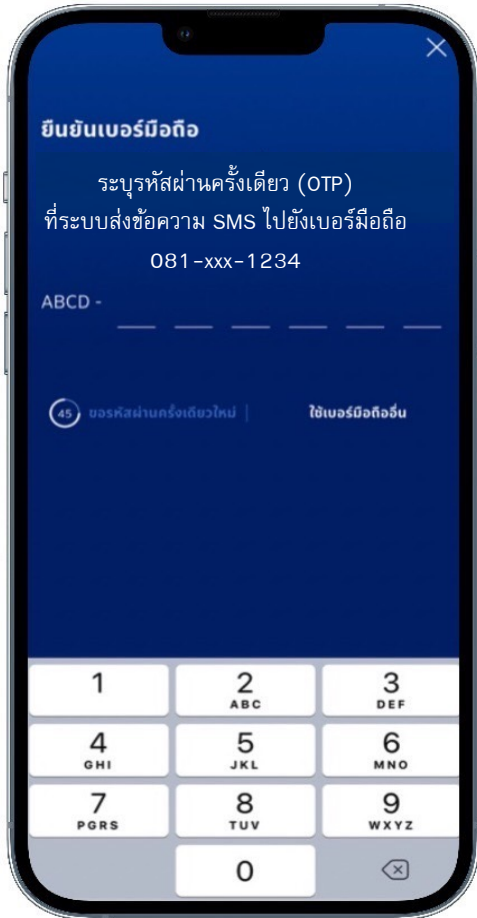 ยืนยันเบอร์มือถือ
ระบุรหัสผ่านครั้งเดียว (OTP)
ที่ระบบส่งข้อความ SMS ไปยังเบอร์มือถือ
081-xxx-1234
ABCD -
45 ขอรหัสผ่านครั้งเดียวใหม่ | ใช้เบอร์มือถืออื่น
1 2 3
ABC DEF
4 5 6
GHI JKL MNO
7 8 9
PGRS TUV WXYZ
0